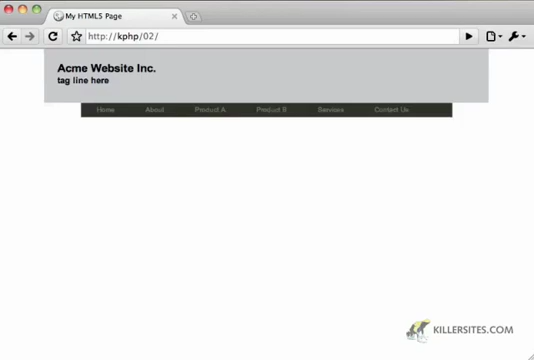 My HTML5 Page
http://kphp/02/
Acme Website Inc.
tag line here
Home About Product A Product B Services Contact Us
KILLERSITES.COM